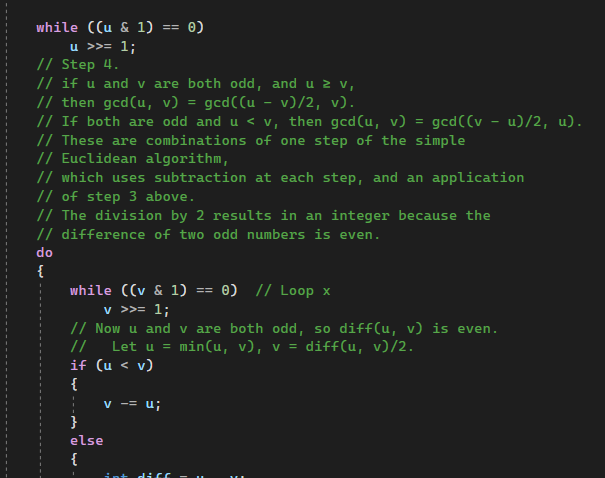 while ((u & 1) == 0)
u >>= 1;
// Step 4.
// if u and v are both odd, and u ≥ v,
// then gcd(u, v) = gcd((u − v)/2, v).
// If both are odd and u < v, then gcd(u, v) = gcd((v − u)/2, u).
// These are combinations of one step of the simple
// Euclidean algorithm,
// which uses subtraction at each step, and an application
// of step 3 above.
// The division by 2 results in an integer because the
// difference of two odd numbers is even.
do
{
while ((v & 1) == 0)  // Loop x
v >>= 1;
// Now u and v are both odd, so diff(u, v) is even.
//   Let u = min(u, v), v = diff(u, v)/2.
if (u < v)
{
v -= u;
}
else
{
int diff = u - v;